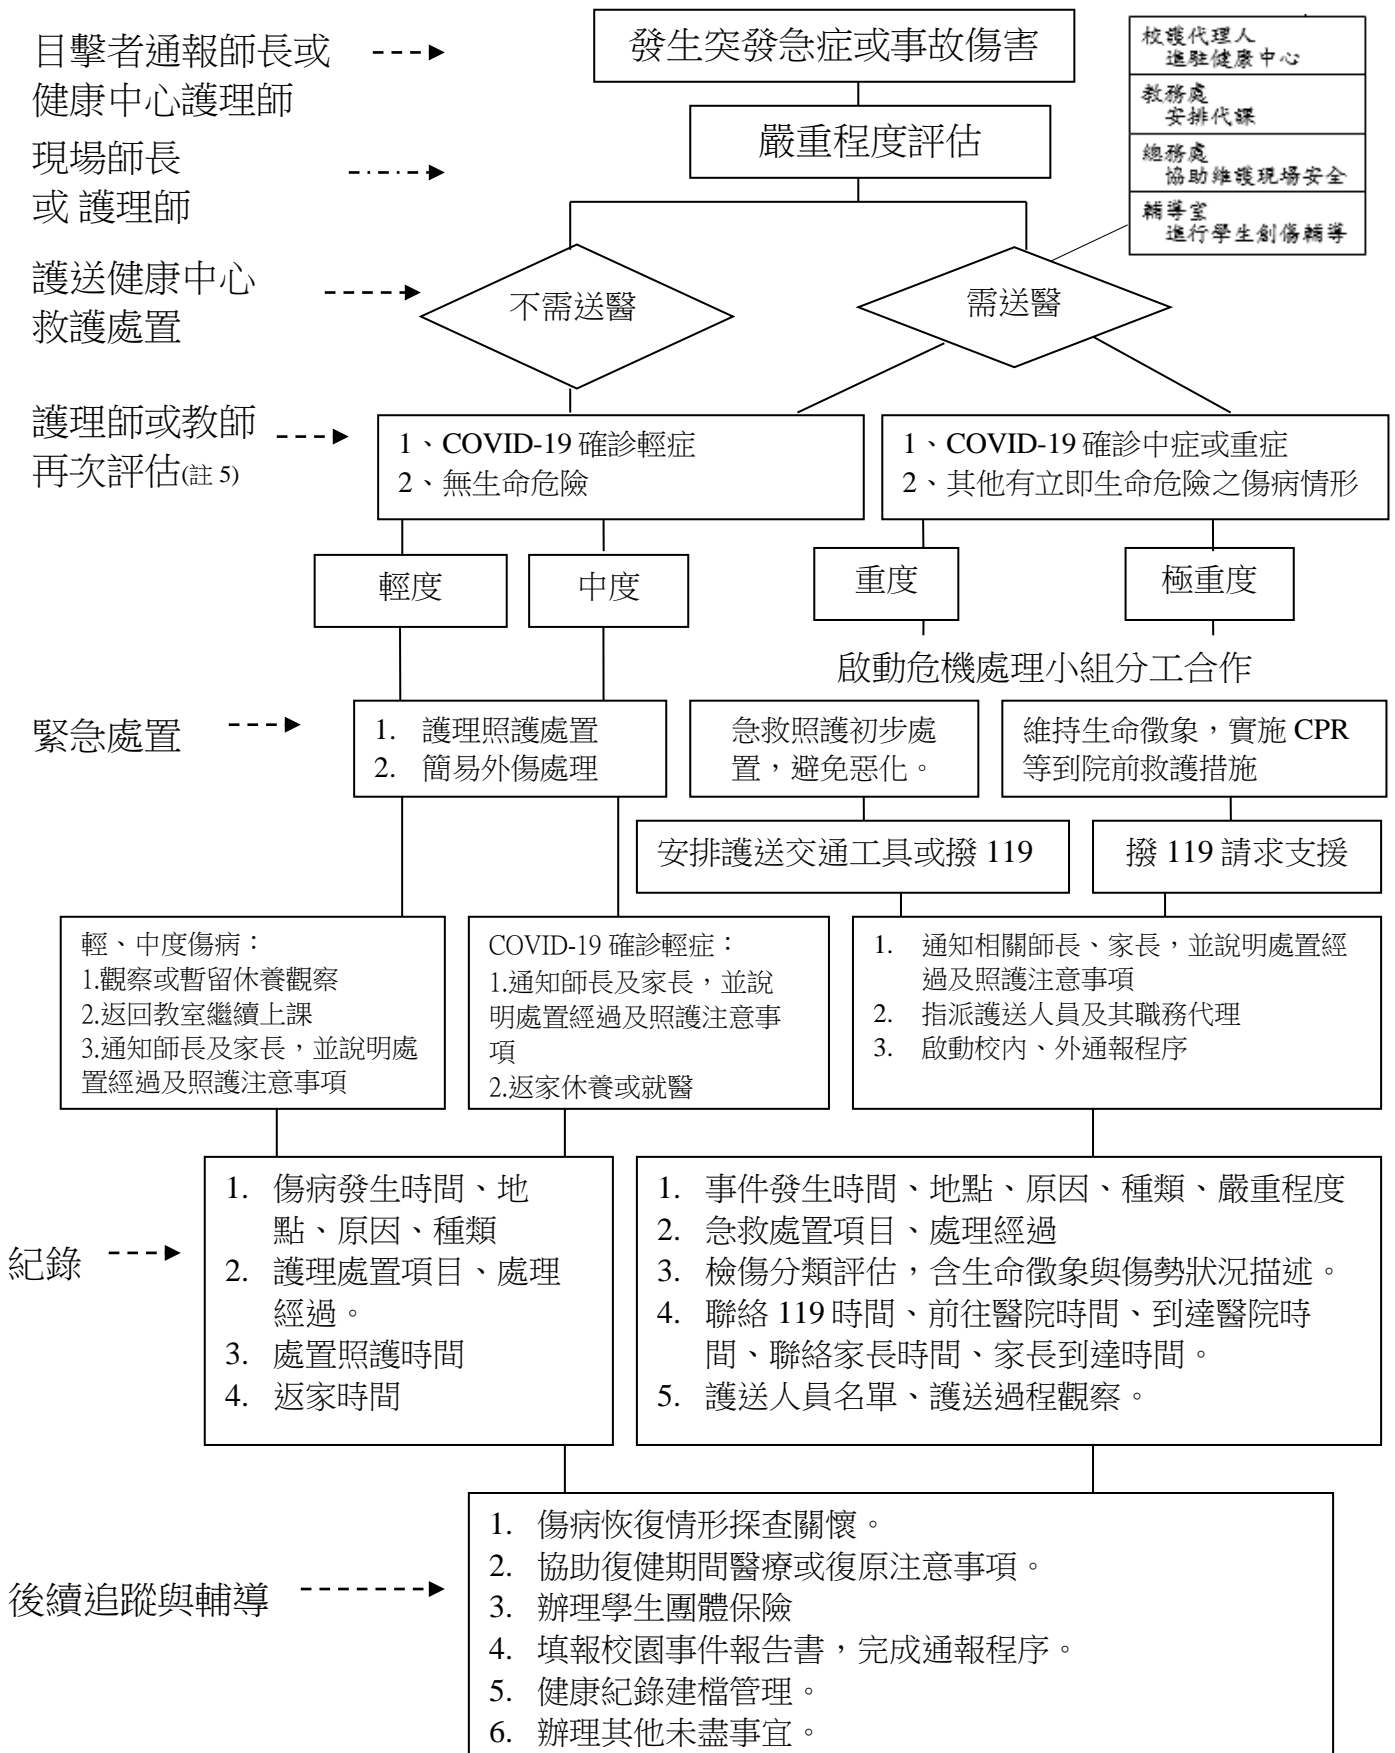 目擊者通報師長或
健康中心護理師
發生突發急症或事故傷害
校護代理人
進駐健康中心
教務處
安排代課
總務處
協助維護現場安全
輔導室
進行學生創傷輔導
現場師長
或 護理師
嚴重程度評估
護送健康中心
救護處置
不需送醫
需送醫
護理師或教師
再次評估(註 5)
1、COVID-19 確診輕症
2、無生命危險
1、COVID-19 確診中症或重症
2、其他有立即生命危險之傷病情形
輕度
中度
重度
極重度
啟動危機處理小組分工合作
緊急處置
1. 護理照護處置
2. 簡易外傷處理
急救照護初步處
置，避免惡化。
維持生命徵象，實施 CPR
等到院前救護措施
安排護送交通工具或撥 119
撥 119 請求支援
輕、中度傷病：
1.觀察或暫留休養觀察
2.返回教室繼續上課
3.通知師長及家長，並說明處
置經過及照護注意事項
COVID-19 確診輕症：
1.通知師長及家長，並說
明處置經過及照護注意事
項
2.返家休養或就醫
1. 通知相關師長、家長，並說明處置經
過及照護注意事項
2. 指派護送人員及其職務代理
3. 啟動校內、外通報程序
紀錄
1. 傷病發生時間、地
點、原因、種類
2. 護理處置項目、處理
經過。
3. 處置照護時間
4. 返家時間
1. 事件發生時間、地點、原因、種類、嚴重程度
2. 急救處置項目、處理經過
3. 檢傷分類評估，含生命徵象與傷勢狀況描述。
4. 聯絡 119 時間、前往醫院時間、到達醫院時
間、聯絡家長時間、家長到達時間。
5. 護送人員名單、護送過程觀察。
後續追蹤與輔導
1. 傷病恢復情形探查關懷。
2. 協助復健期間醫療或復原注意事項。
3. 辦理學生團體保險
4. 填報校園事件報告書，完成通報程序。
5. 健康紀錄建檔管理。
6. 辦理其他未盡事宜。